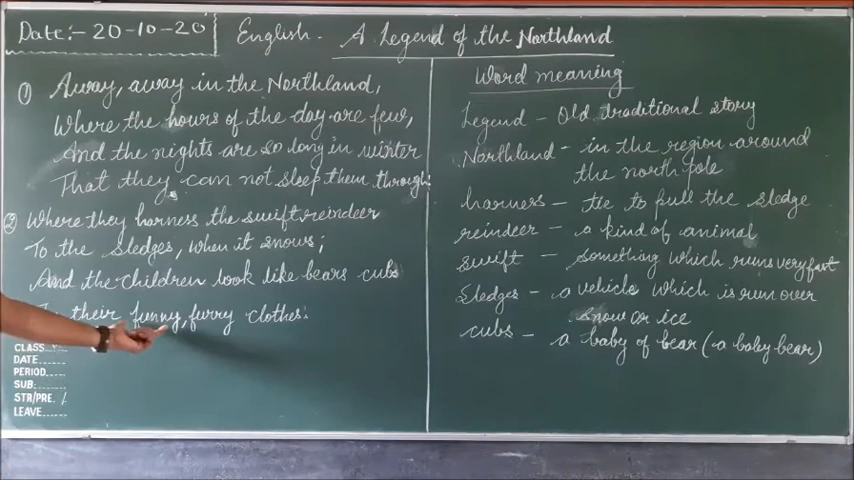 Date:- 20-10-20
English - A Legend of the Northland
① Away, away in the Northland,
Where the hours of the day are few,
And the nights are so long in winter
That they can not sleep them through:
② Where they harness the swift reindeer
To the sledges, when it snows;
And the children look like bears cubs
their funny, furry clothes:
CLASS
DATE
PERIOD
SUB
STR/PRE. /
LEAVE
Word meaning
Legend - Old traditional story
Northland - in the region around
the north pole
harness - tie to pull the sledge
reindeer - a kind of animal
swift - something which runs very fast
Sledges - a vehicle which is run over
snow or ice
cubs - a baby of bear (a baby bear)